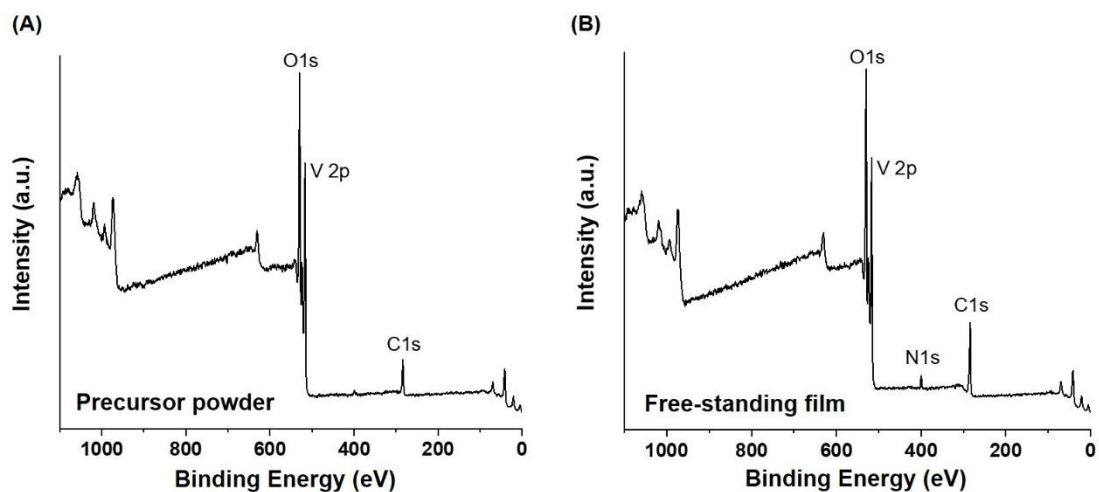 (A)
O1s
V 2p
C1s
Precursor powder
Intensity (a.u.)
1000 800 600 400 200 0
Binding Energy (eV)
(B)
O1s
V 2p
C1s
N1s
Free-standing film
Intensity (a.u.)
1000 800 600 400 200 0
Binding Energy (eV)